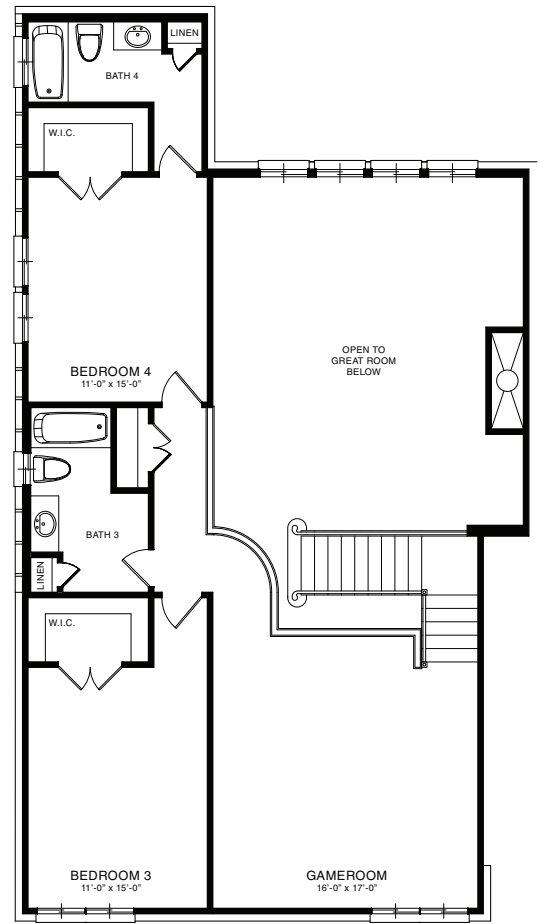 LINEN
BATH 4
W.I.C.
BEDROOM 4
11'-0" x 15'-0"
OPEN TO
GREAT ROOM
BELOW
BATH 3
LINEN
W.I.C.
BEDROOM 3
11'-0" x 15'-0"
GAMEROOM
16'-0" x 17'-0"